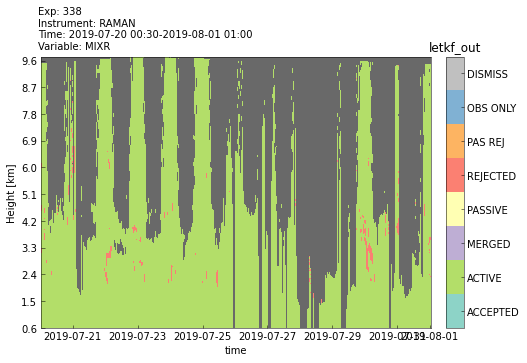 Exp: 338
Instrument: RAMAN
Time: 2019-07-20 00:30-2019-08-01 01:00
Variable: MIXR
letkf_out
9.6
8.7
7.8
6.9
6.0
5.1
4.2
3.3
2.4
1.5
0.6
Height [km]
2019-07-21
2019-07-23
2019-07-25
2019-07-27
2019-07-29
2019-07-31
2019-08-01
time
DISMISS
OBS ONLY
PAS REJ
REJECTED
PASSIVE
MERGED
ACTIVE
ACCEPTED